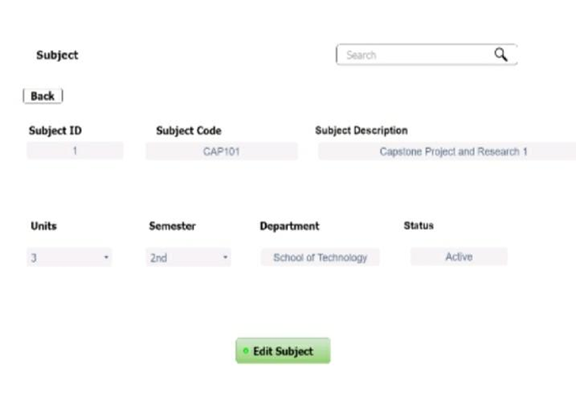 Subject
Search
Back
Subject ID Subject Code Subject Description
1 CAP101 Capstone Project and Research 1
Units Semester Department Status
3 2nd School of Technology Active
Edit Subject